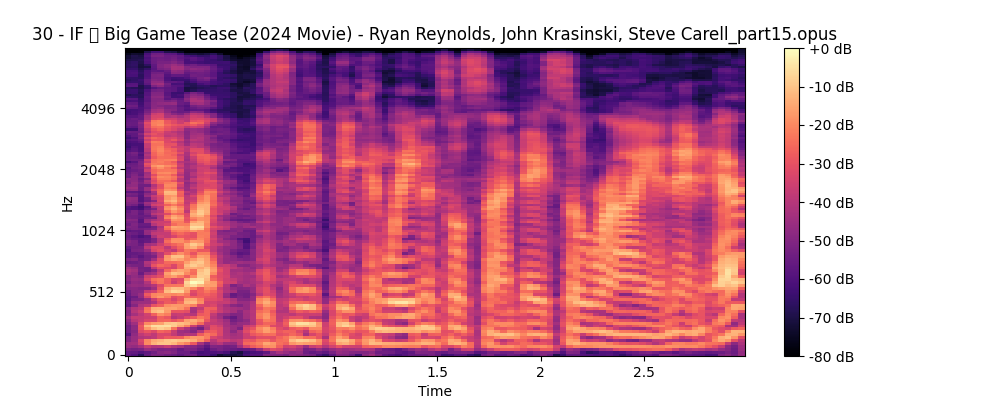 30 - IF ▯ Big Game Tease (2024 Movie) - Ryan Reynolds, John Krasinski, Steve Carell_part15.opus
+0 dB
4096
-10 dB
-20 dB
2048
-30 dB
Hz
-40 dB
1024
-50 dB
512
-60 dB
-70 dB
0
-80 dB
0 0.5 1 1.5 2 2.5
Time